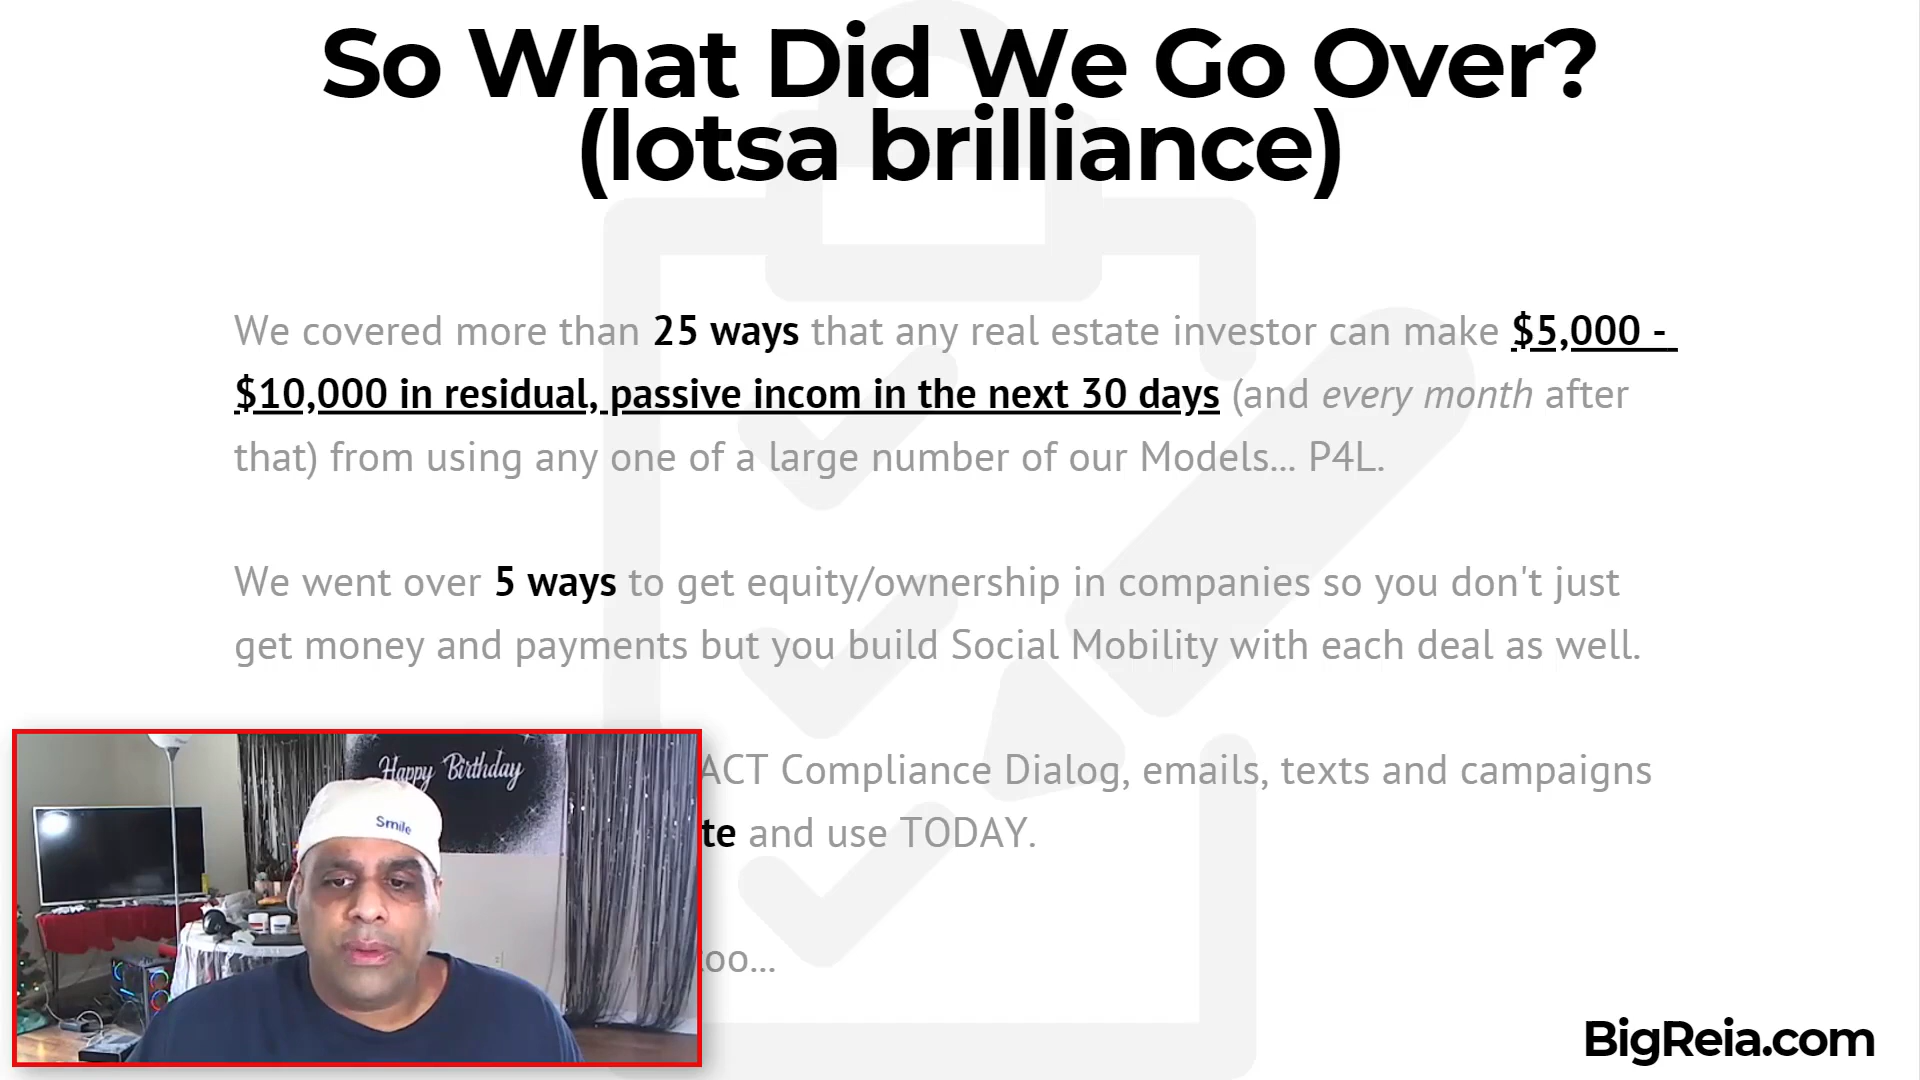 So What Did We Go Over?
(lotsa brilliance)
We covered more than 25 ways that any real estate investor can make $5,000 -
$10,000 in residual, passive incom in the next 30 days (and every month after
that) from using any one of a large number of our Models... P4L.
We went over 5 ways to get equity/ownership in companies so you don't just
get money and payments but you build Social Mobility with each deal as well.
ACT Compliance Dialog, emails, texts and campaigns
te and use TODAY.
too...
Happy Birthday
Smile
BigReia.com